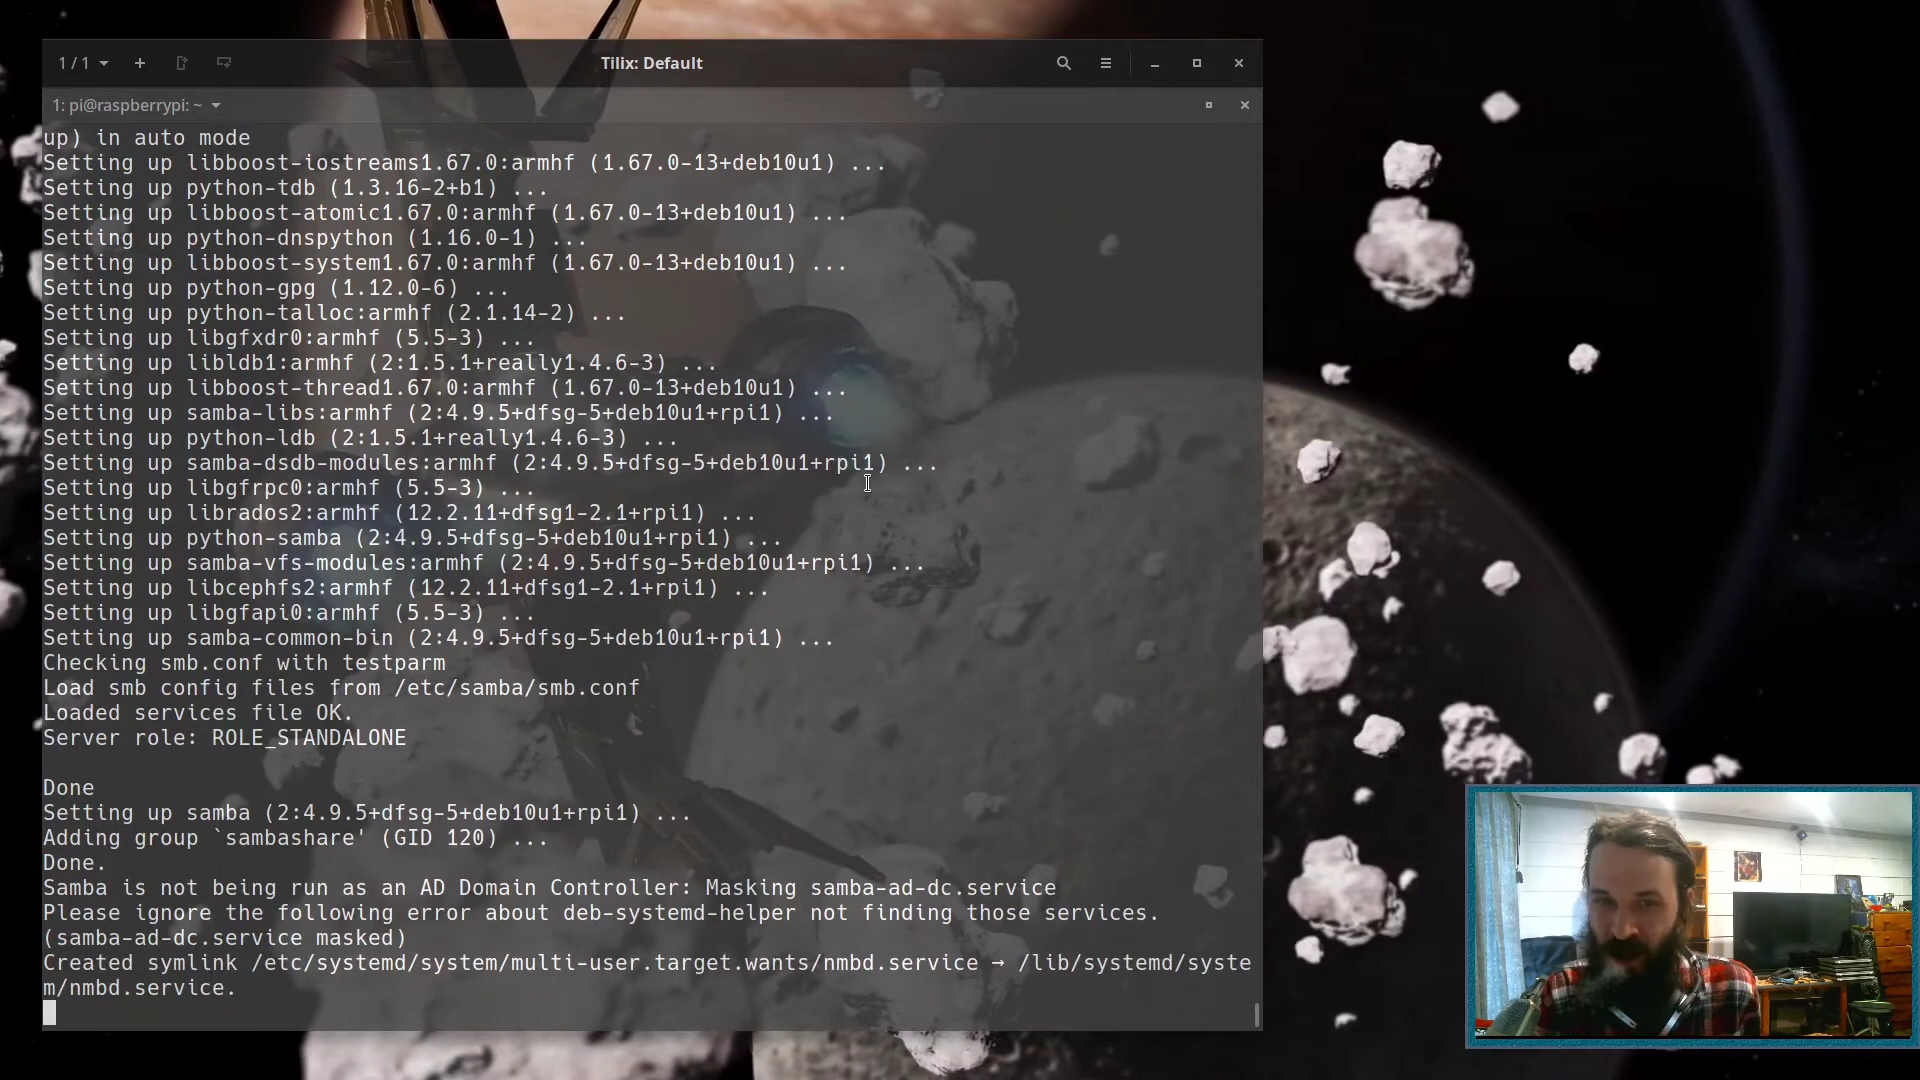 1 / 1
Tilix: Default
1: pi@raspberrypi: ~
up) in auto mode
Setting up libboost-iostreams1.67.0:armhf (1.67.0-13+deb10u1) ...
Setting up python-tdb (1.3.16-2+b1) ...
Setting up libboost-atomic1.67.0:armhf (1.67.0-13+deb10u1) ...
Setting up python-dnspython (1.16.0-1) ...
Setting up libboost-system1.67.0:armhf (1.67.0-13+deb10u1) ...
Setting up python-gpg (1.12.0-6) ...
Setting up python-talloc:armhf (2.1.14-2) ...
Setting up libgfxdr0:armhf (5.5-3) ...
Setting up libldb1:armhf (2:1.5.1+really1.4.6-3) ...
Setting up libboost-thread1.67.0:armhf (1.67.0-13+deb10u1) ...
Setting up samba-libs:armhf (2:4.9.5+dfsg-5+deb10u1+rpi1) ...
Setting up python-ldb (2:1.5.1+really1.4.6-3) ...
Setting up samba-dsdb-modules:armhf (2:4.9.5+dfsg-5+deb10u1+rpi1) ...
Setting up libgfrpc0:armhf (5.5-3) ...
Setting up librados2:armhf (12.2.11+dfsg1-2.1+rpi1) ...
Setting up python-samba (2:4.9.5+dfsg-5+deb10u1+rpi1) ...
Setting up samba-vfs-modules:armhf (2:4.9.5+dfsg-5+deb10u1+rpi1) ...
Setting up libcephfs2:armhf (12.2.11+dfsg1-2.1+rpi1) ...
Setting up libgfapi0:armhf (5.5-3) ...
Setting up samba-common-bin (2:4.9.5+dfsg-5+deb10u1+rpi1) ...
Checking smb.conf with testparm
Load smb config files from /etc/samba/smb.conf
Loaded services file OK.
Server role: ROLE_STANDALONE
Done
Setting up samba (2:4.9.5+dfsg-5+deb10u1+rpi1) ...
Adding group `sambashare' (GID 120) ...
Done.
Samba is not being run as an AD Domain Controller: Masking samba-ad-dc.service
Please ignore the following error about deb-systemd-helper not finding those services.
(samba-ad-dc.service masked)
Created symlink /etc/systemd/system/multi-user.target.wants/nmbd.service → /lib/systemd/syste
m/nmbd.service.